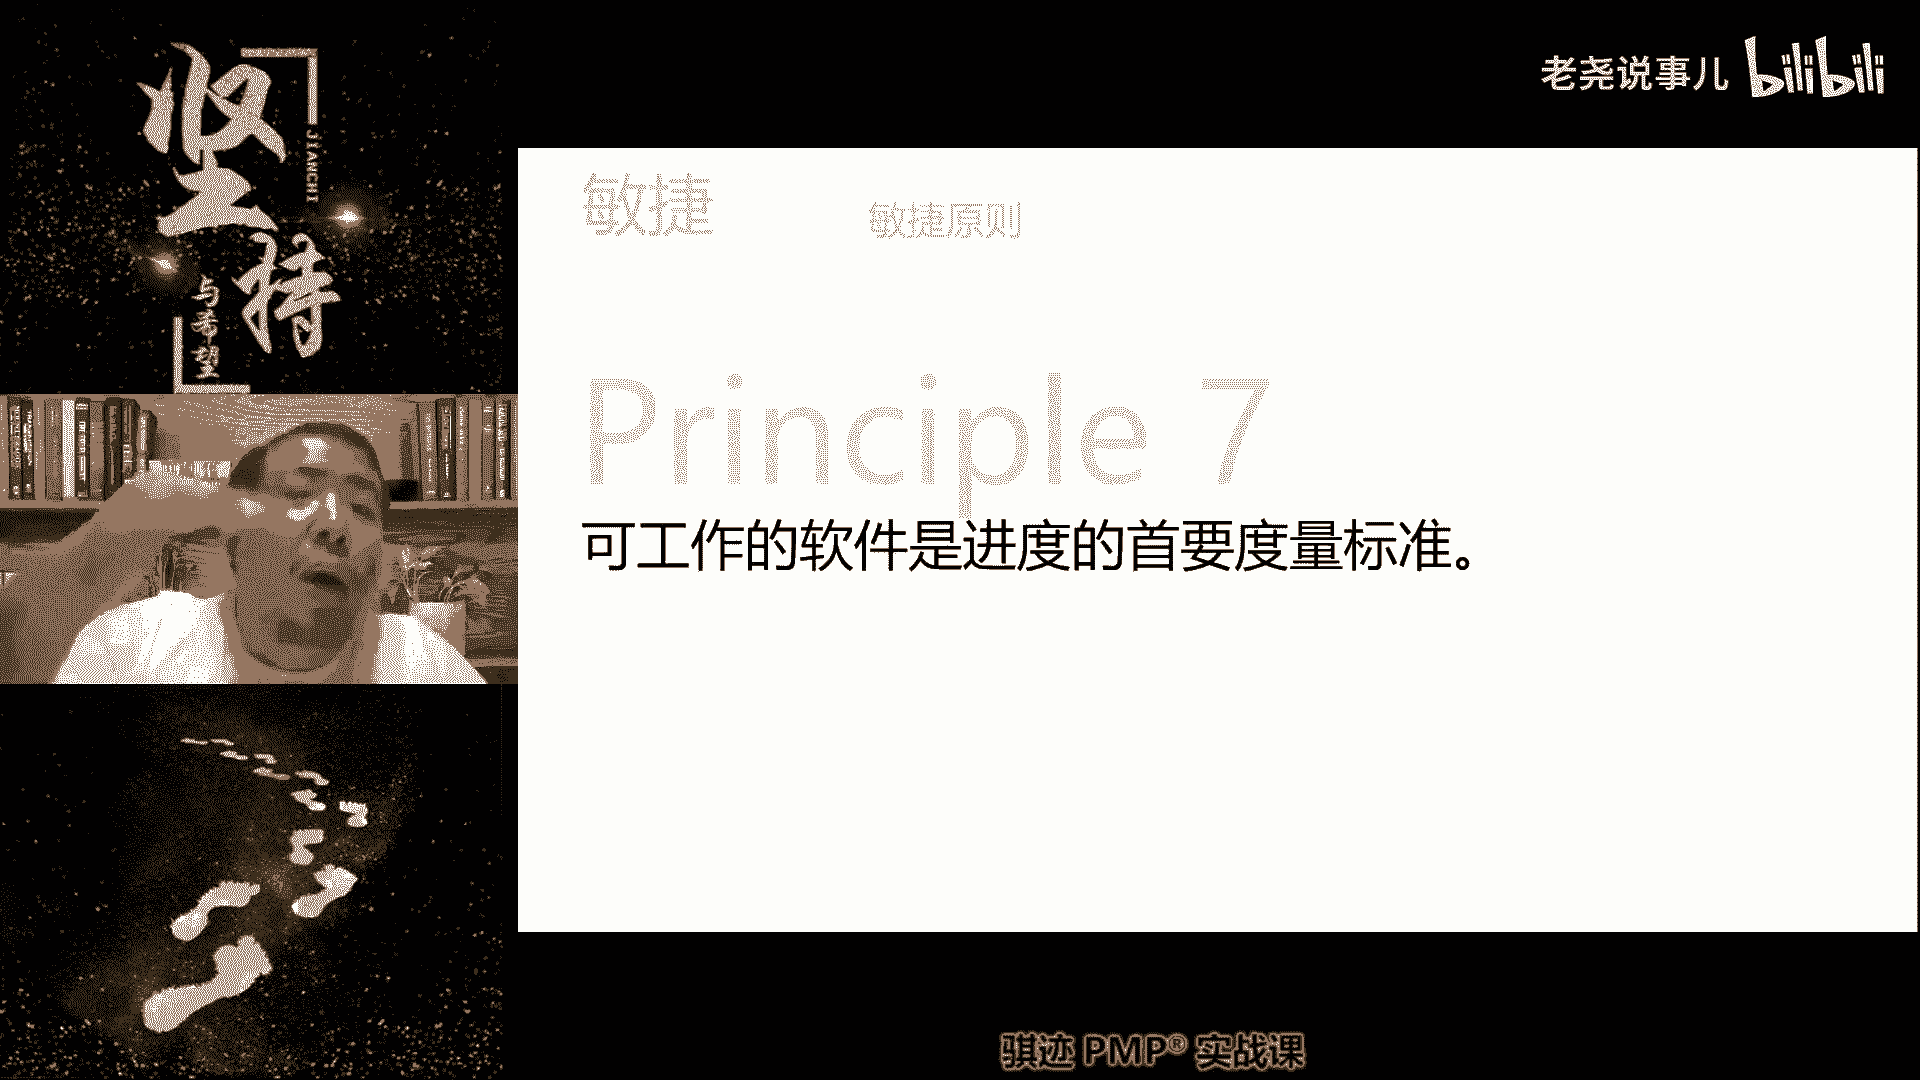 坚持
JIANCHI
与希望
老尧说事儿 bilibili
敏捷
敏捷原则
Principle 7
可工作的软件是进度的首要度量标准。
骐迹 PMP® 实战课